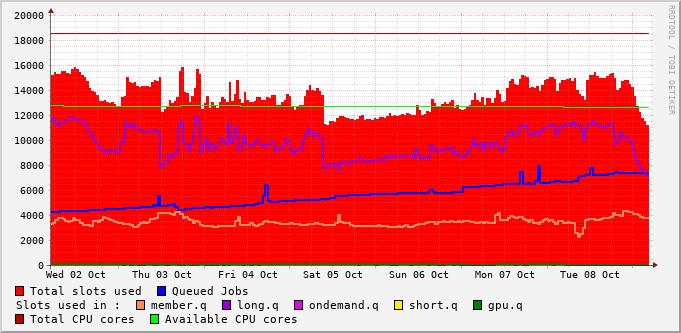 20000
18000
16000
14000
12000
10000
8000
6000
4000
2000
0
Wed 02 Oct Thu 03 Oct Fri 04 Oct Sat 05 Oct Sun 06 Oct Mon 07 Oct Tue 08 Oct
Total slots used Queued Jobs
Slots used in : member.q long.q ondemand.q short.q gpu.q
Total CPU cores Available CPU cores
RRDTOOL / TOBI OETIKER